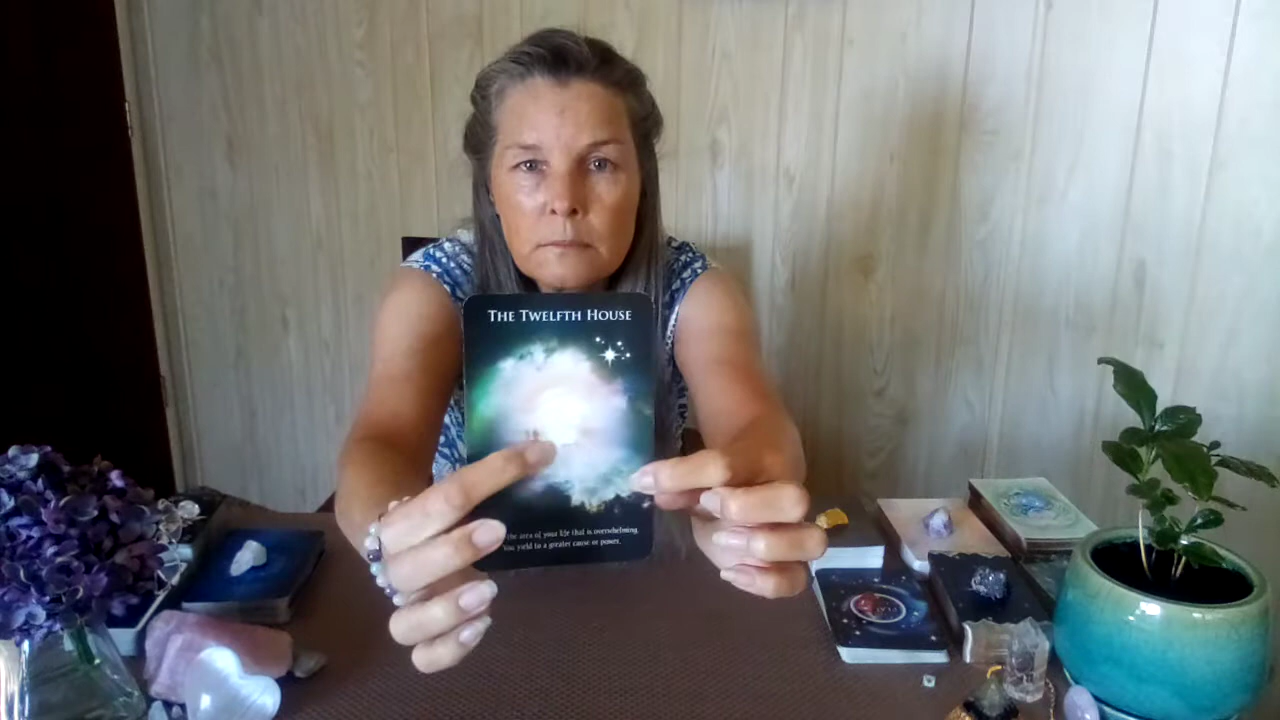 THE TWELFTH HOUSE
the area of your life that is overwhelming.
You yield to a greater cause or power.